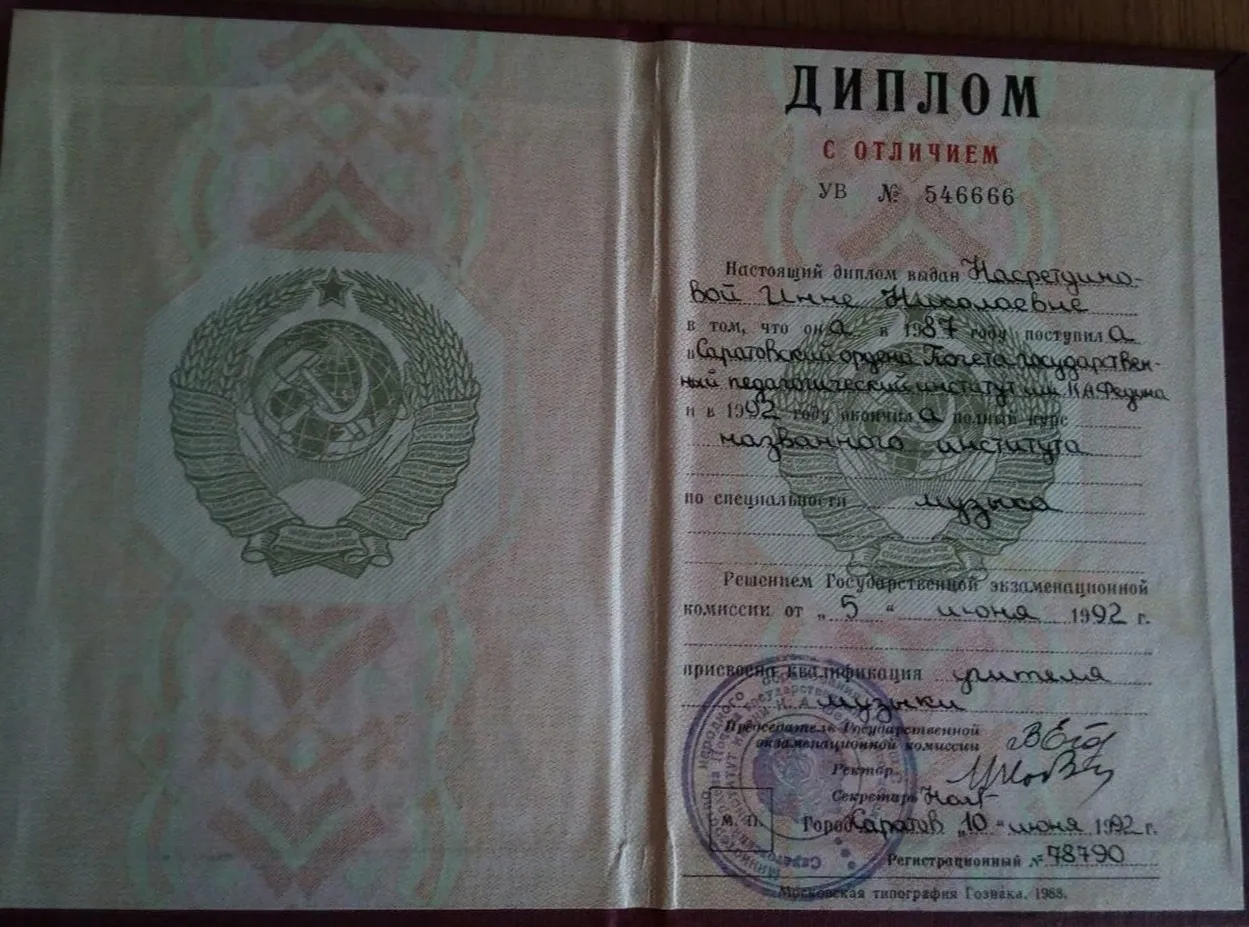 ДИПЛОМ
С ОТЛИЧИЕМ
УВ № 546666
Настоящий диплом выдан Насретдино-
вой Инне Николаевне
в том, что она в 1987 году поступила
в Саратовский ордена Почета государствен-
ный педагогический институт им. К.А.Федина
и в 1992 году окончила полный курс
названного института
по специальности музыка
Решением Государственной экзаменационной
комиссии от „5“ июня 1992 г.
присвоена квалификация учителя
музыки
Председатель Государственной
экзаменационной комиссии
Ректор
Секретарь
М. П.
Город Саратов „10“ июня 1992 г.
Регистрационный № 78790
Московская типография Гознака. 1988.